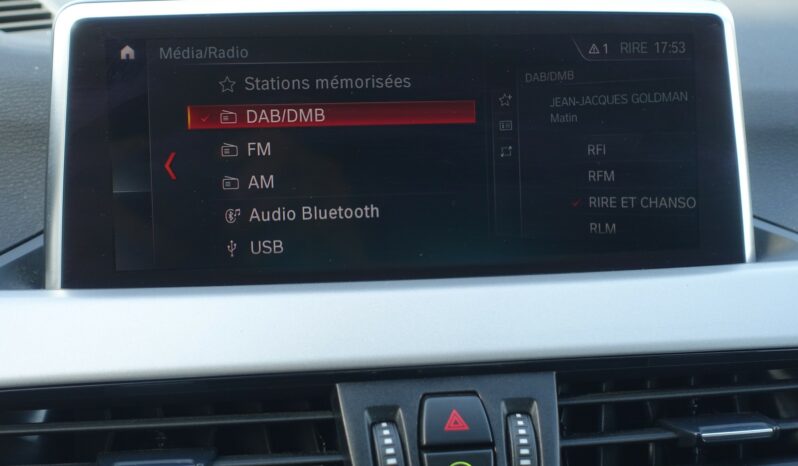 Média/Radio
1 RIRE 17:53
Stations mémorisées
DAB/DMB
FM
AM
Audio Bluetooth
USB
DAB/DMB
JEAN-JACQUES GOLDMAN
Matin
RFI
RFM
RIRE ET CHANSO
RLM